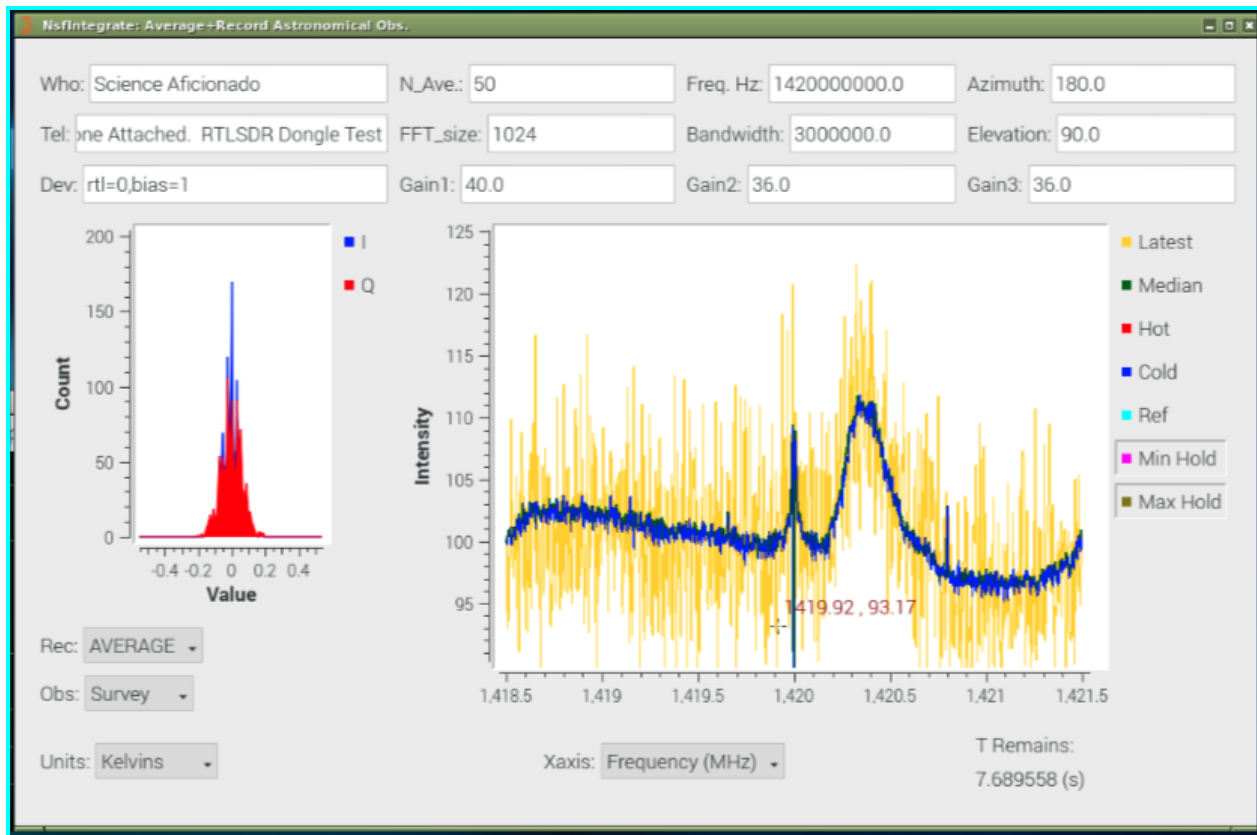 NsfIntegrate: Average+Record Astronomical Obs.
Who: Science Aficionado N_Ave.: 50 Freq. Hz: 1420000000.0 Azimuth: 180.0
Tel: one Attached. RTLSDR Dongle Test FFT_size: 1024 Bandwidth: 3000000.0 Elevation: 90.0
Dev: rtl=0,bias=1 Gain1: 40.0 Gain2: 36.0 Gain3: 36.0
200
150
100
50
0
Count
-0.4 -0.2 0 0.2 0.4
Value
I
Q
125
120
115
110
105
100
95
Intensity
1419.92 , 93.17
1,418.5 1,419 1,419.5 1,420 1,420.5 1,421 1,421.5
Latest
Median
Hot
Cold
Ref
Min Hold
Max Hold
Rec: AVERAGE
Obs: Survey
Units: Kelvins
Xaxis: Frequency (MHz)
T Remains:
7.689558 (s)